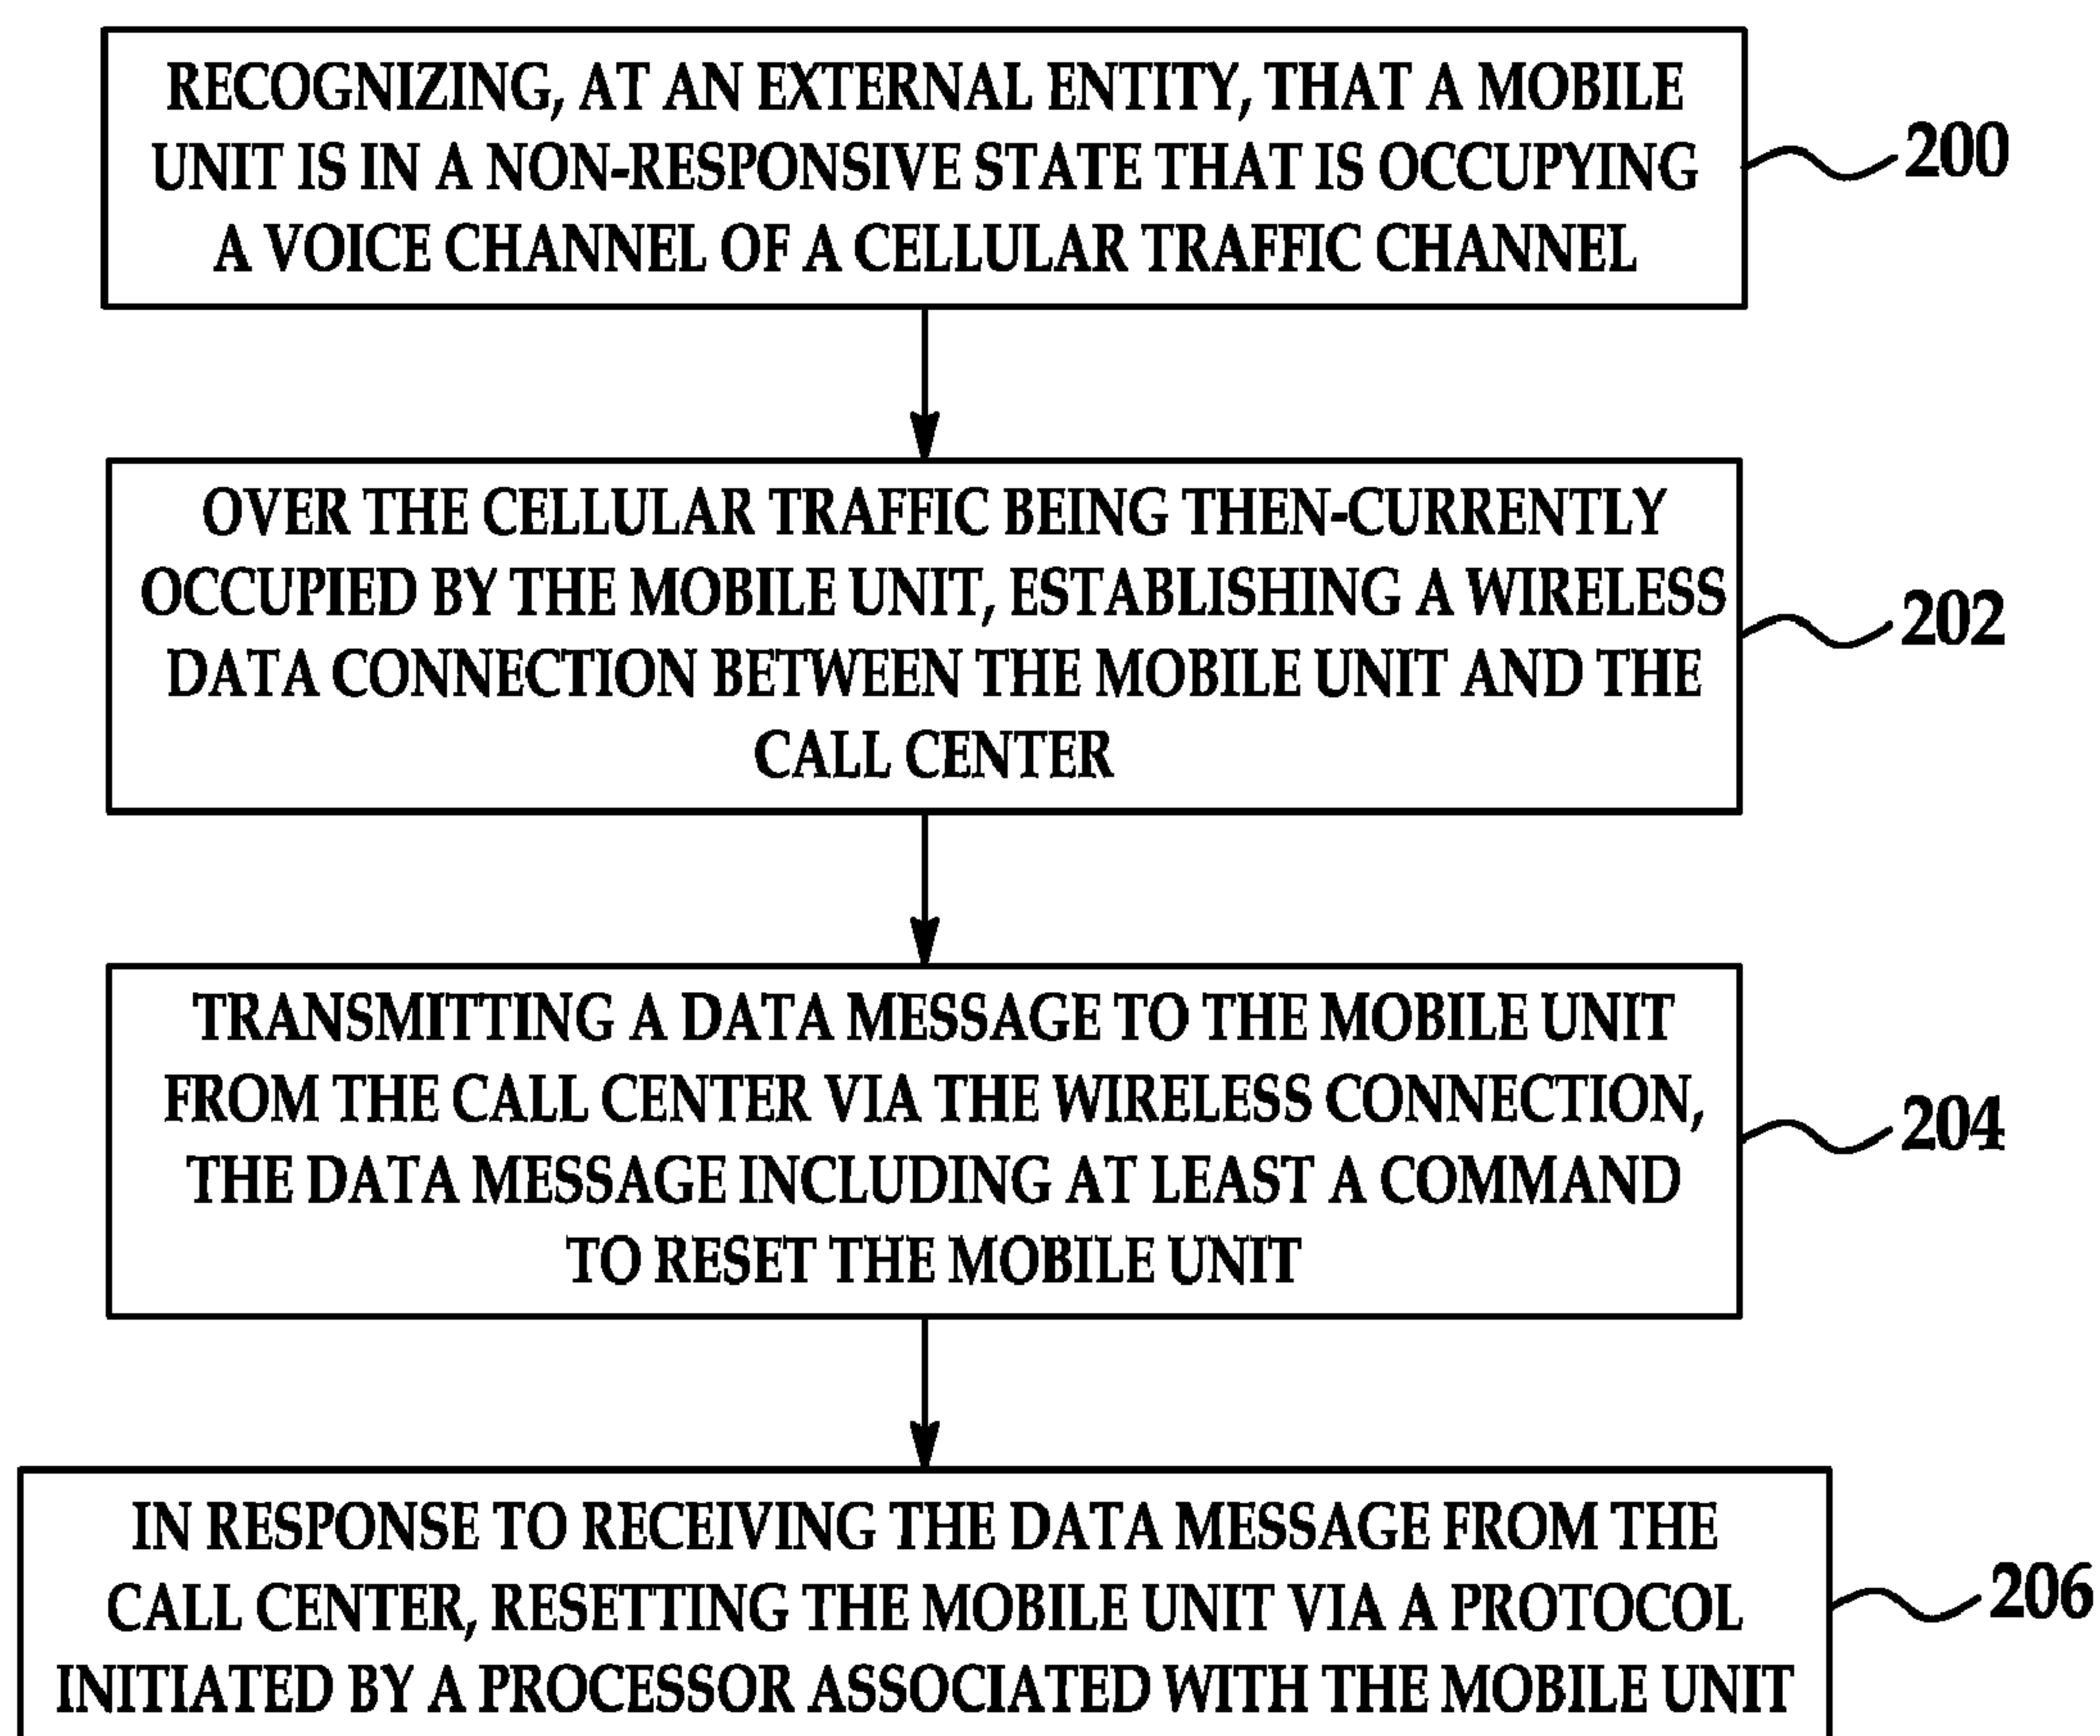 RECOGNIZING, AT AN EXTERNAL ENTITY, THAT A MOBILE
UNIT IS IN A NON-RESPONSIVE STATE THAT IS OCCUPYING
A VOICE CHANNEL OF A CELLULAR TRAFFIC CHANNEL
200
OVER THE CELLULAR TRAFFIC BEING THEN-CURRENTLY
OCCUPIED BY THE MOBILE UNIT, ESTABLISHING A WIRELESS
DATA CONNECTION BETWEEN THE MOBILE UNIT AND THE
CALL CENTER
202
TRANSMITTING A DATA MESSAGE TO THE MOBILE UNIT
FROM THE CALL CENTER VIA THE WIRELESS CONNECTION,
THE DATA MESSAGE INCLUDING AT LEAST A COMMAND
TO RESET THE MOBILE UNIT
204
IN RESPONSE TO RECEIVING THE DATA MESSAGE FROM THE
CALL CENTER, RESETTING THE MOBILE UNIT VIA A PROTOCOL
INITIATED BY A PROCESSOR ASSOCIATED WITH THE MOBILE UNIT
206